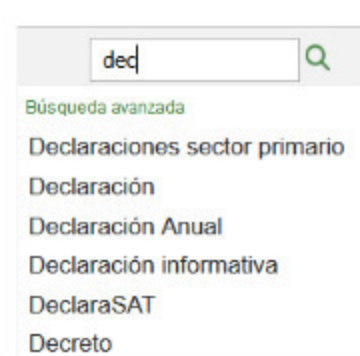 dec
Búsqueda avanzada
Declaraciones sector primario
Declaración
Declaración Anual
Declaración informativa
DeclaraSAT
Decreto